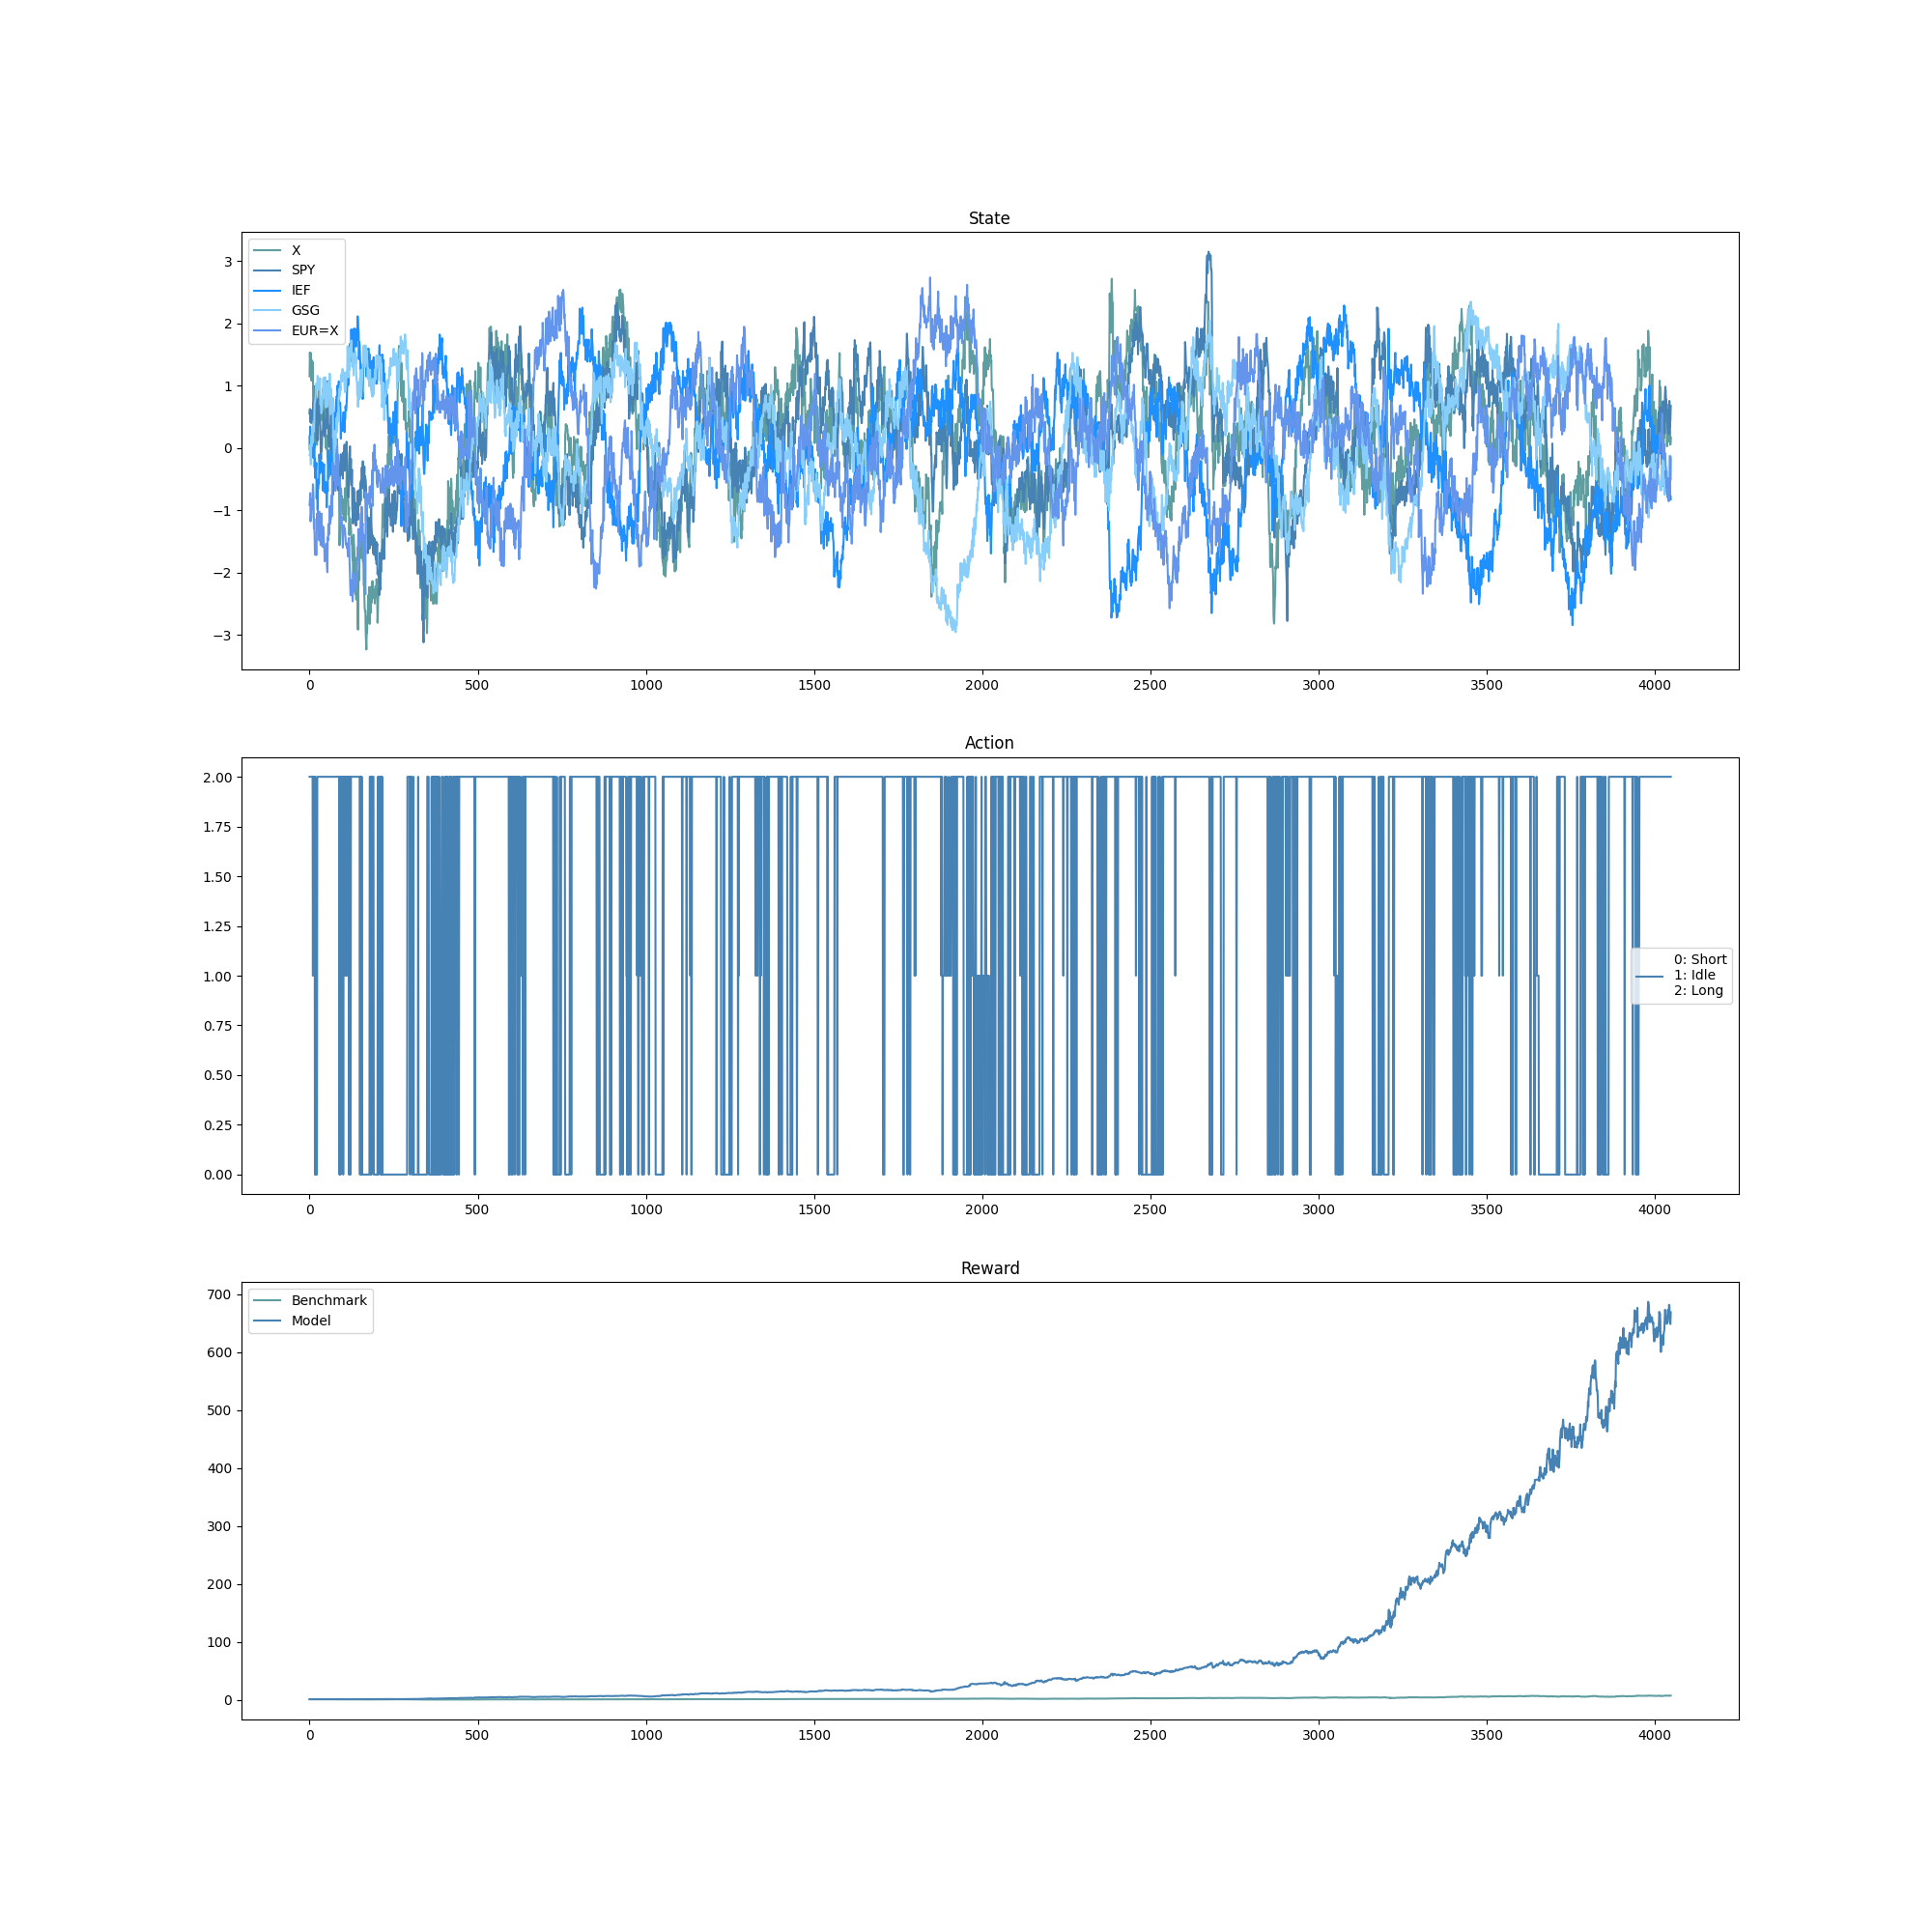 State
X
SPY
IEF
GSG
EUR=X
3
2
1
0
−1
−2
−3
0 500 1000 1500 2000 2500 3000 3500 4000
Action
2.00
1.75
1.50
1.25
1.00
0.75
0.50
0.25
0.00
0: Short
1: Idle
2: Long
0 500 1000 1500 2000 2500 3000 3500 4000
Reward
Benchmark
Model
700
600
500
400
300
200
100
0
0 500 1000 1500 2000 2500 3000 3500 4000